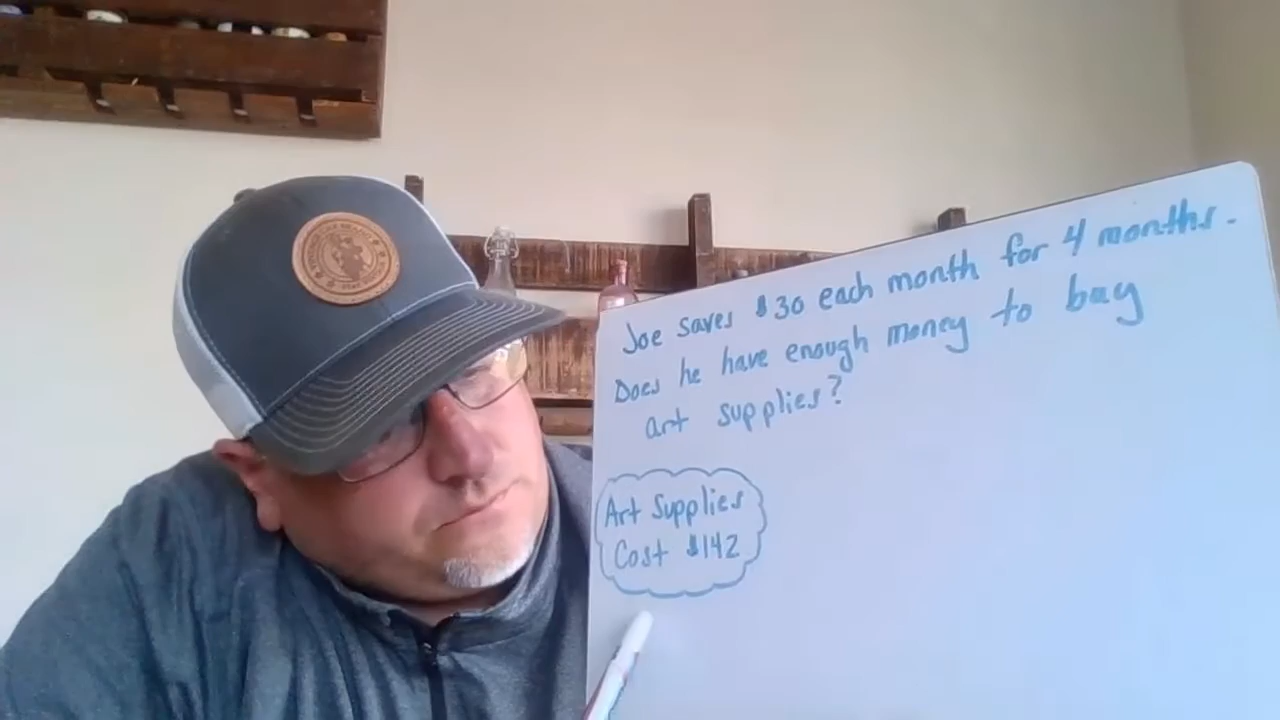 Joe saves $30 each month for 4 months.
Does he have enough money to buy
art supplies?
Art Supplies
Cost $142